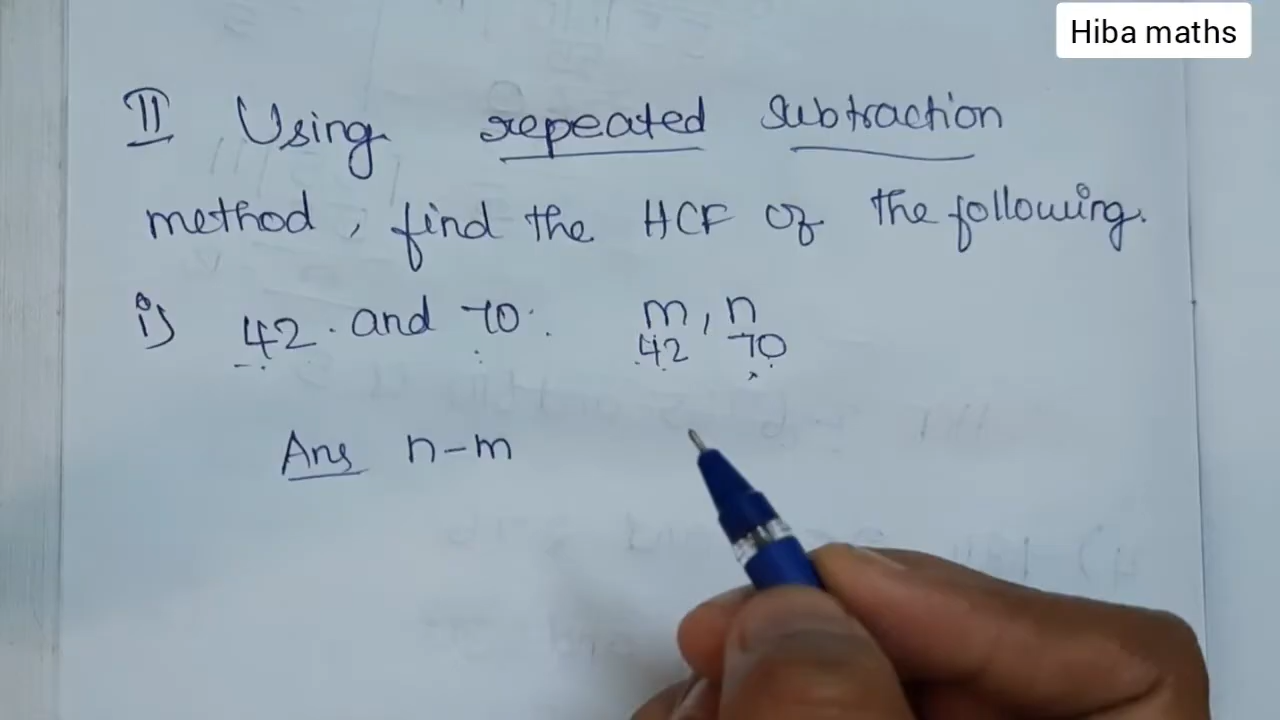 Hiba maths
II Using repeated subtraction
method, find the HCF of the following.
i) 42 and 70. m, n
42 70
Ans n-m